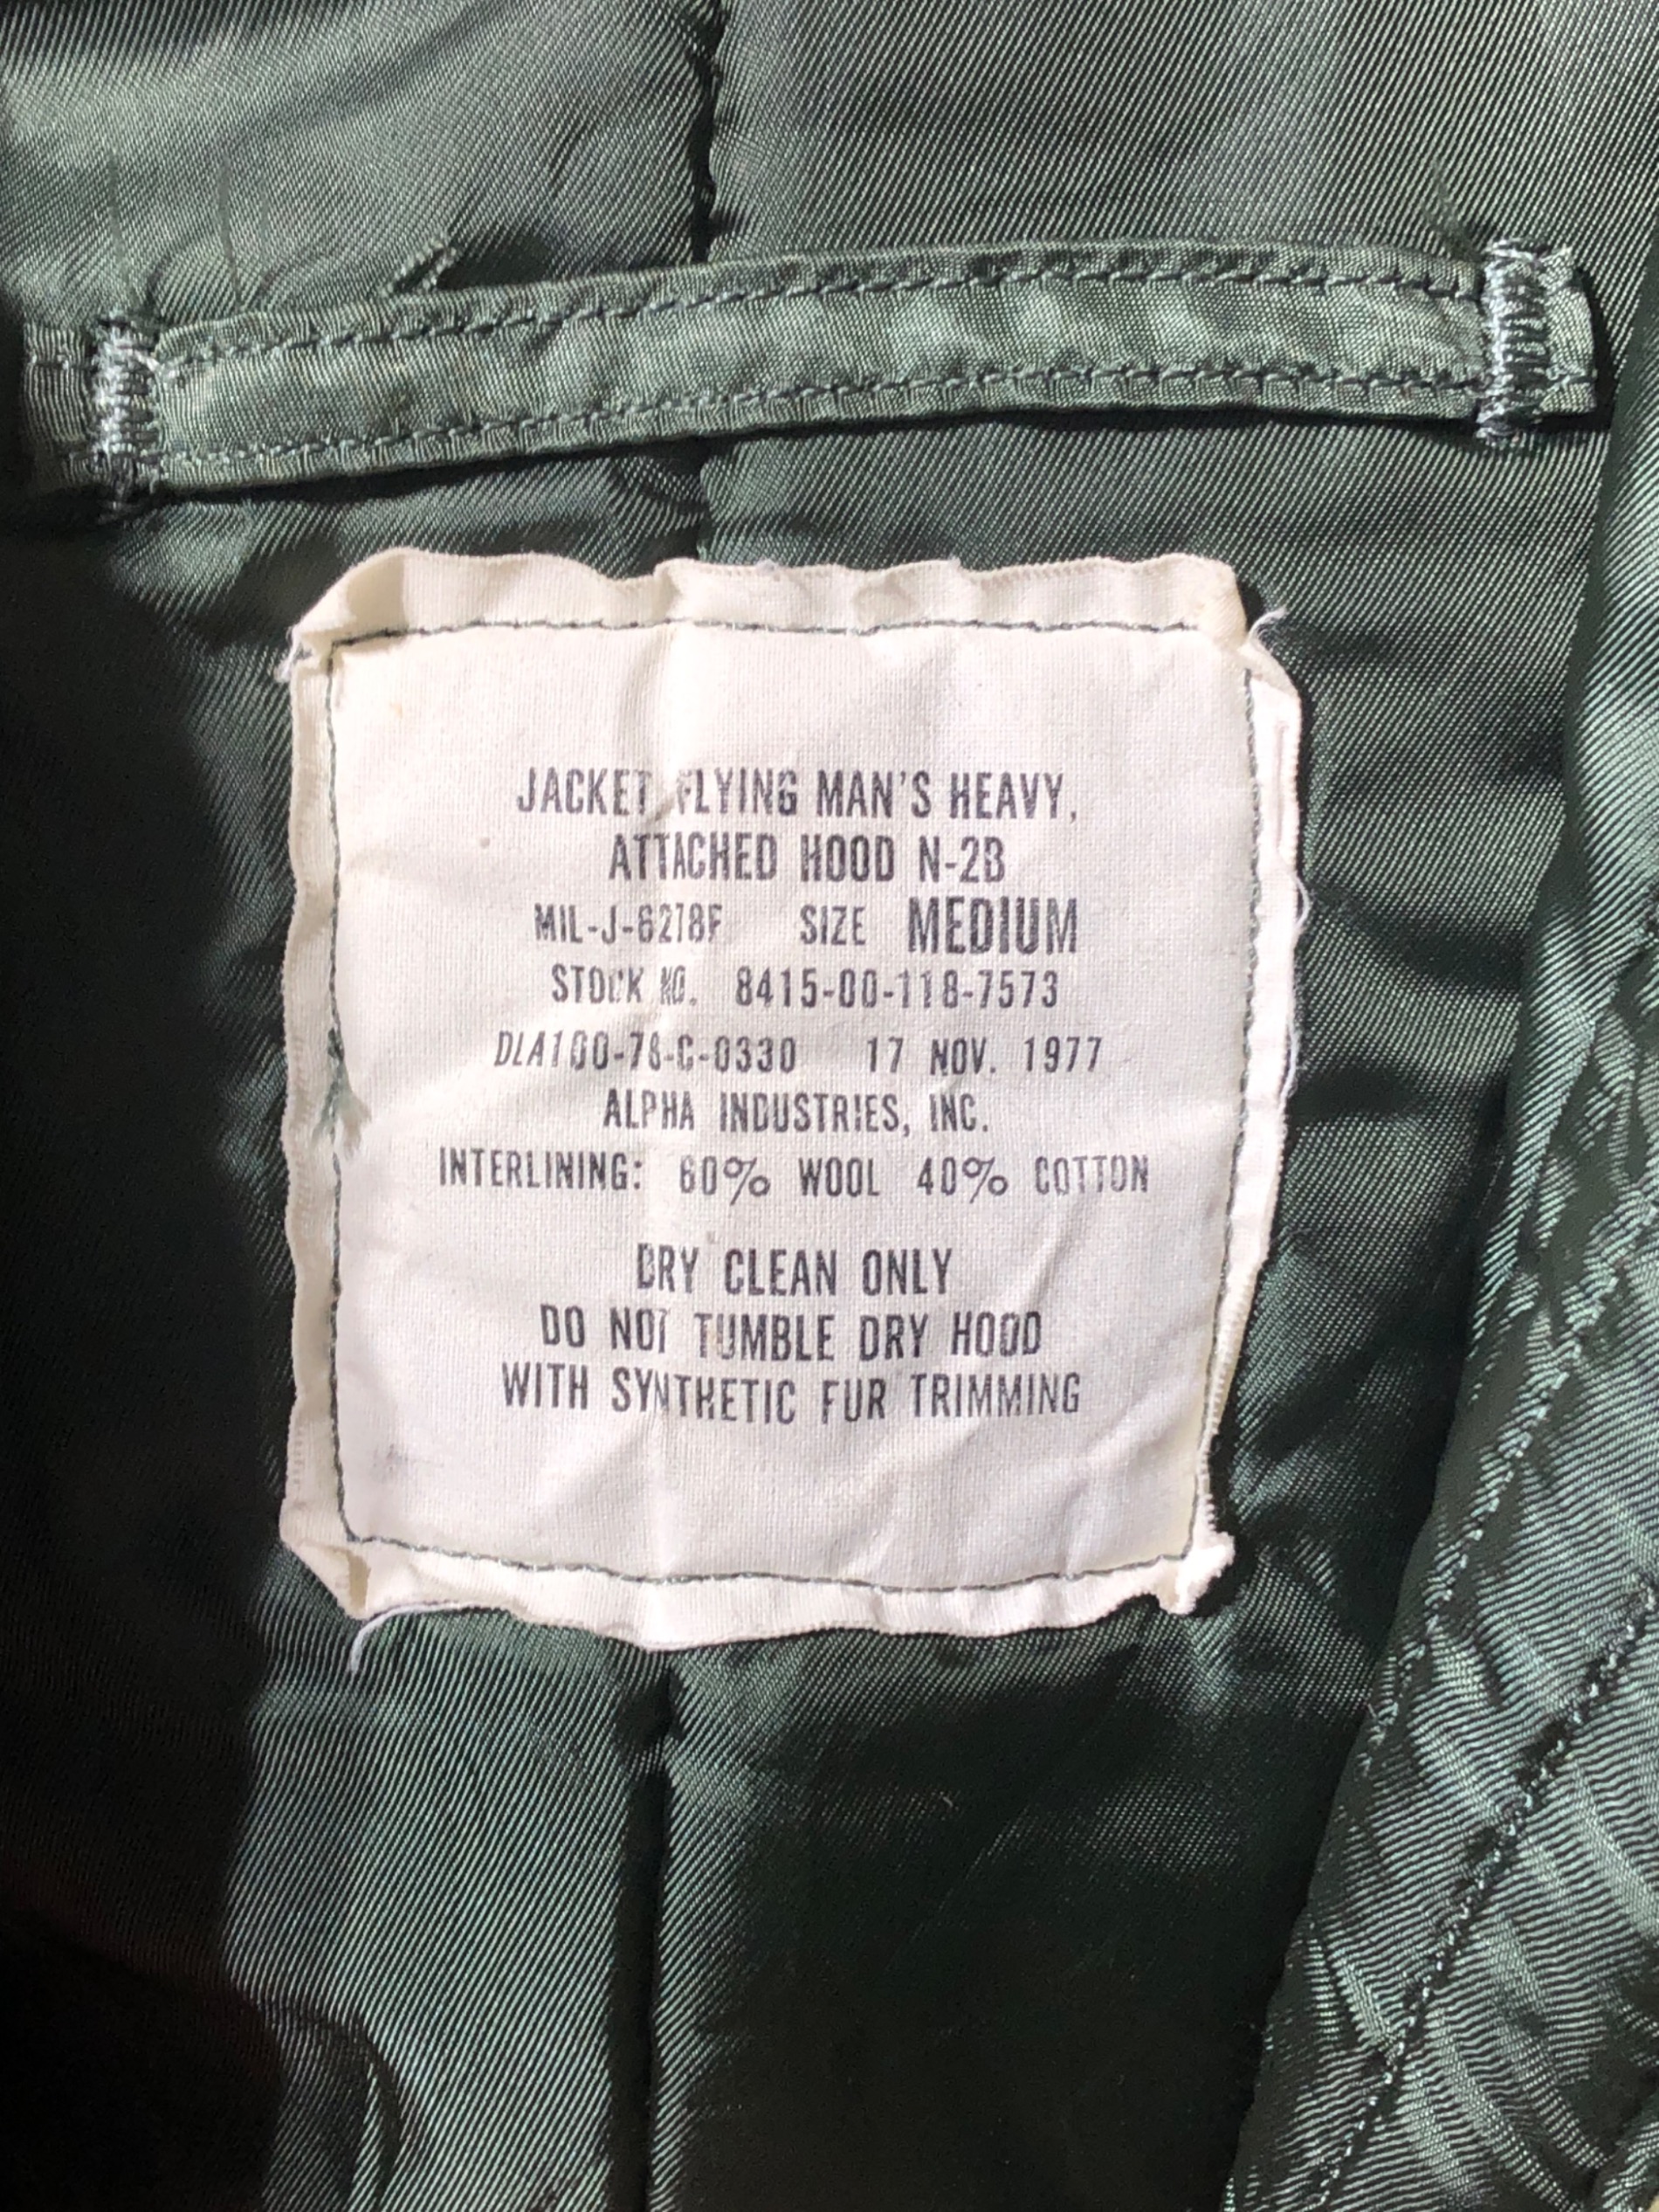 JACKET FLYING MAN'S HEAVY,
ATTACHED HOOD N-2B
MIL-J-6278F SIZE MEDIUM
STOCK NO. 8415-00-118-7573
DLA100-78-C-0330 17 NOV. 1977
ALPHA INDUSTRIES, INC.
INTERLINING: 60% WOOL 40% COTTON
DRY CLEAN ONLY
DO NOT TUMBLE DRY HOOD
WITH SYNTHETIC FUR TRIMMING